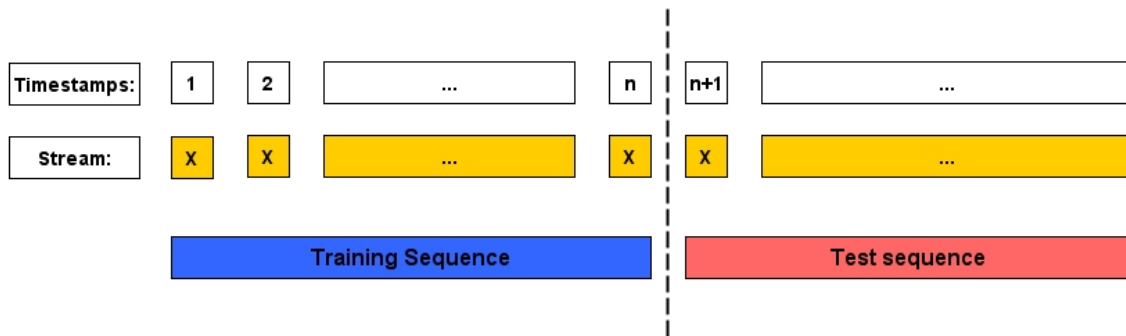 Timestamps: 1 2 ... n n+1 ...
Stream: X X ... X X ...
Training Sequence Test sequence